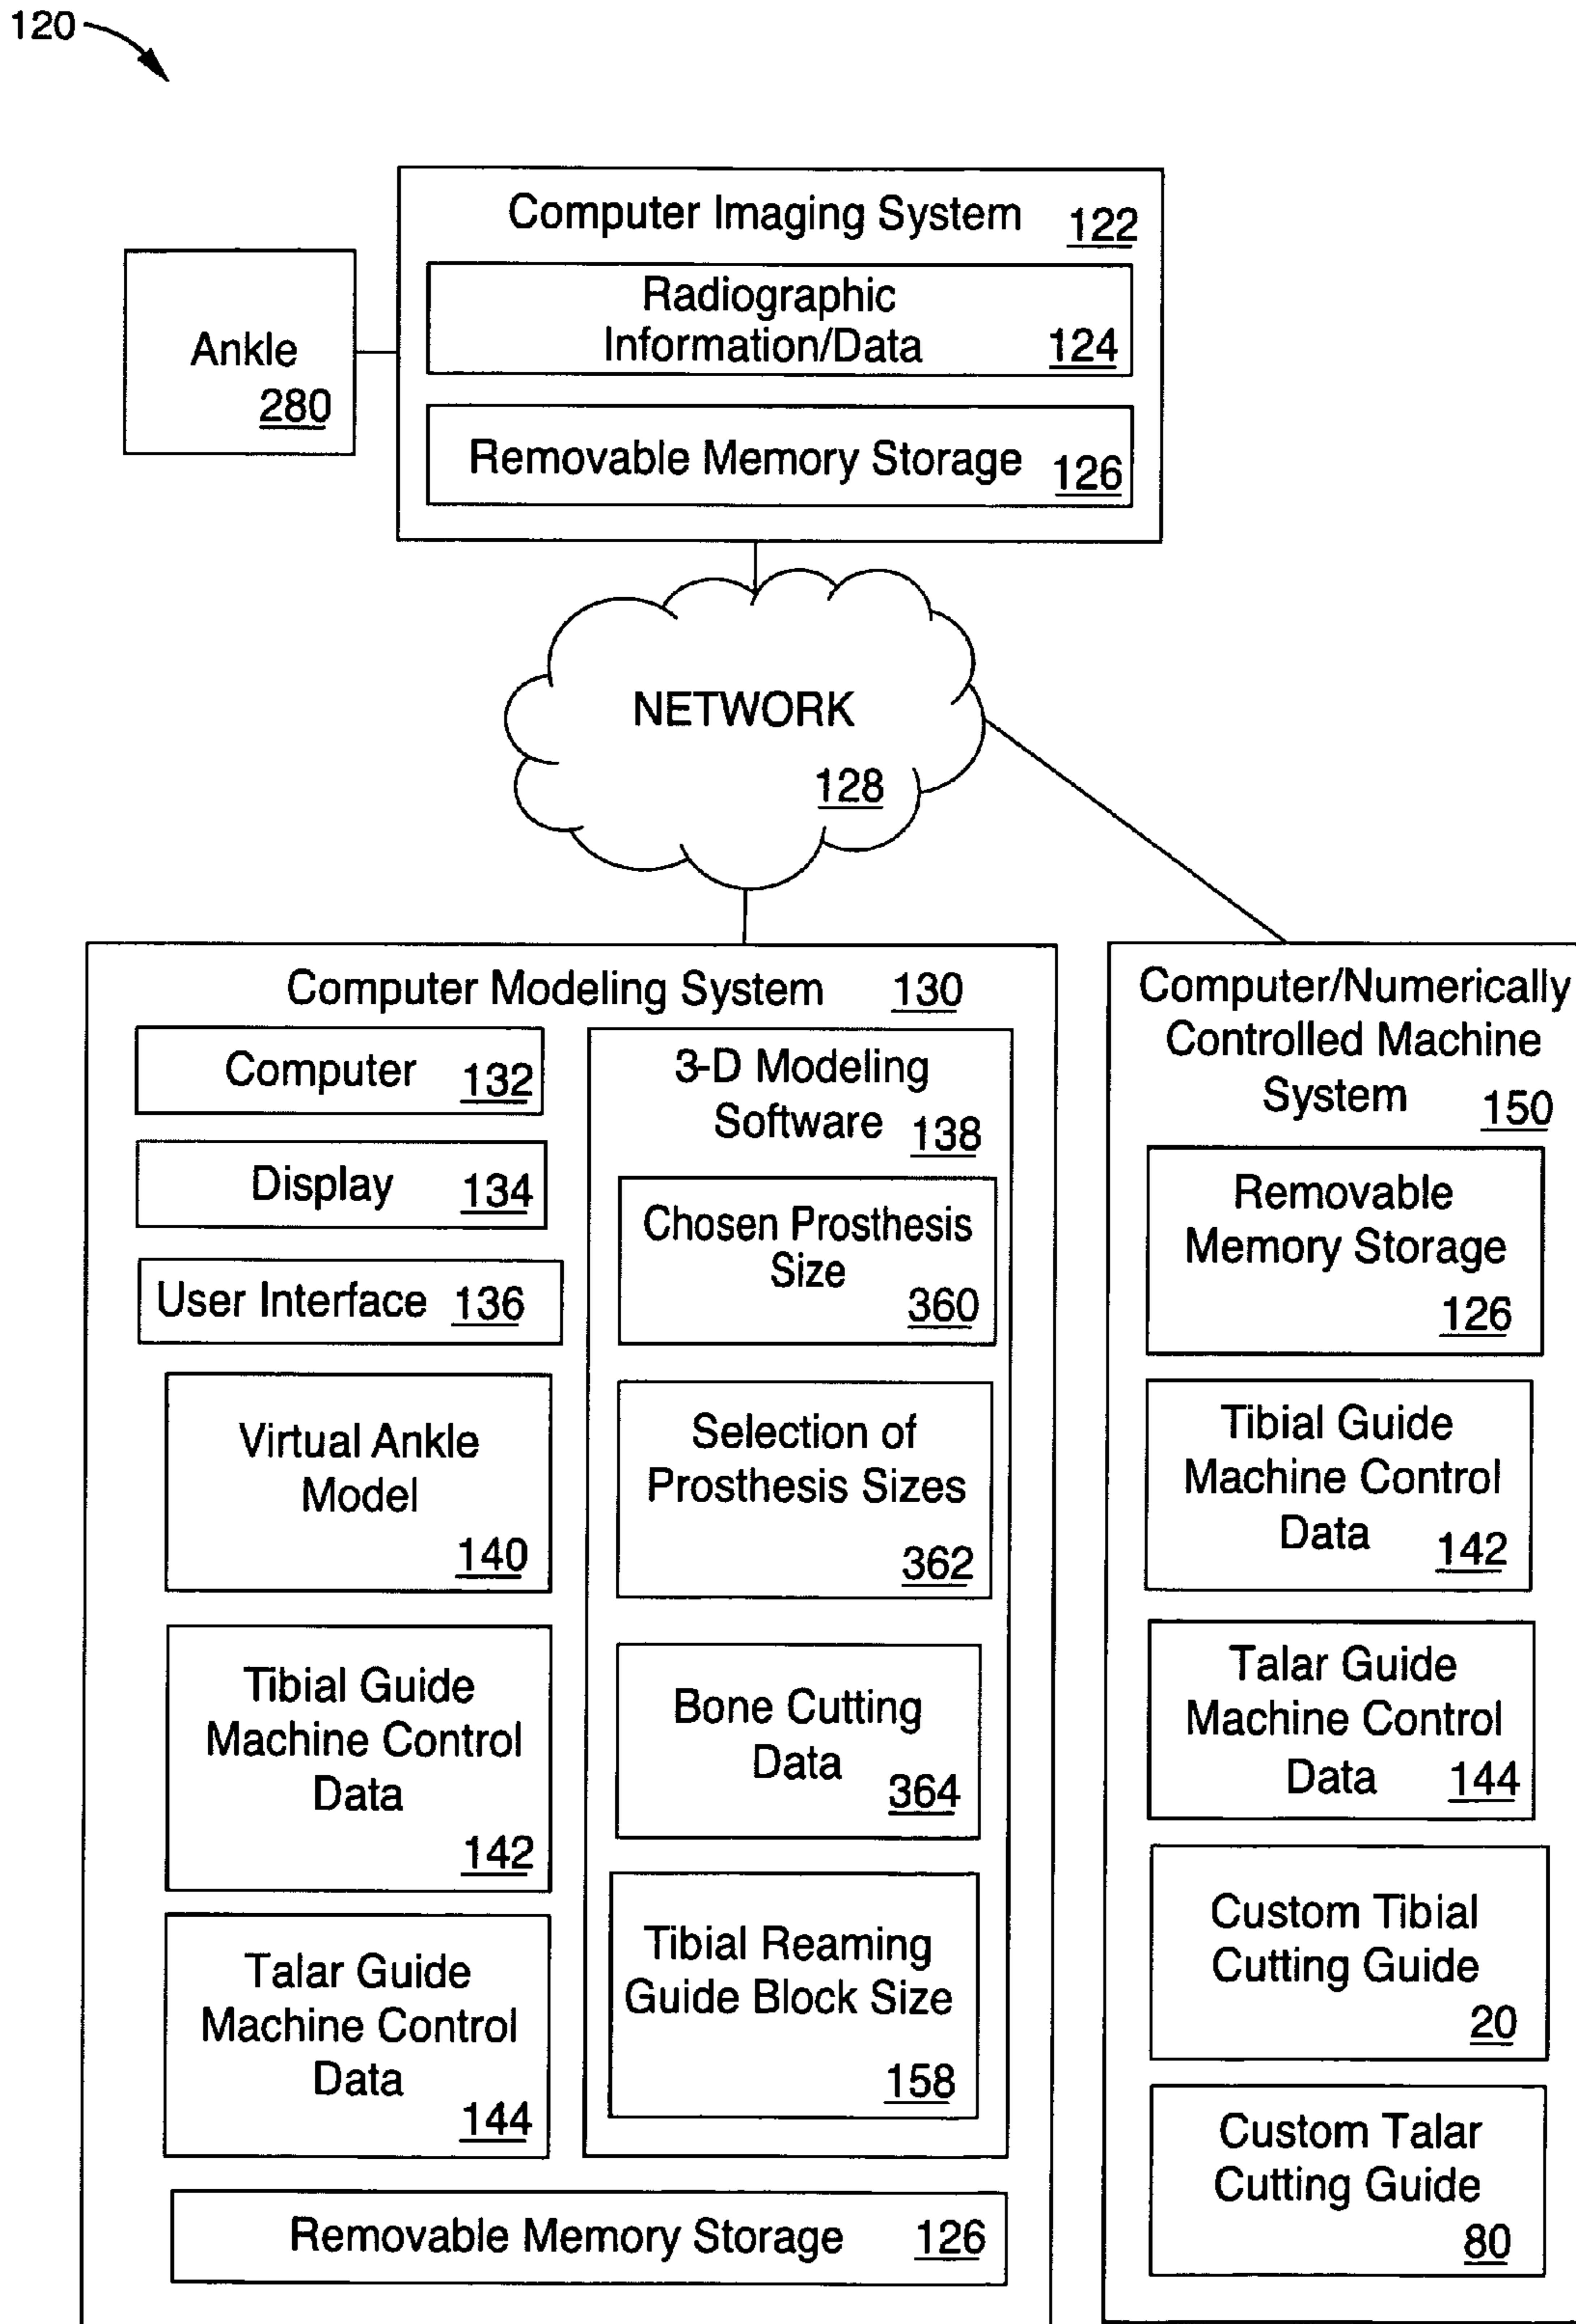 120
Computer Imaging System 122
Radiographic
Information/Data 124
Removable Memory Storage 126
Ankle
280
NETWORK
128
Computer Modeling System 130
Computer 132
Display 134
User Interface 136
Virtual Ankle
Model
140
Tibial Guide
Machine Control
Data
142
Talar Guide
Machine Control
Data
144
3-D Modeling
Software 138
Chosen Prosthesis
Size
360
Selection of
Prosthesis Sizes
362
Bone Cutting
Data
364
Tibial Reaming
Guide Block Size
158
Removable Memory Storage 126
Computer/Numerically
Controlled Machine
System 150
Removable
Memory Storage
126
Tibial Guide
Machine Control
Data 142
Talar Guide
Machine Control
Data 144
Custom Tibial
Cutting Guide
20
Custom Talar
Cutting Guide
80